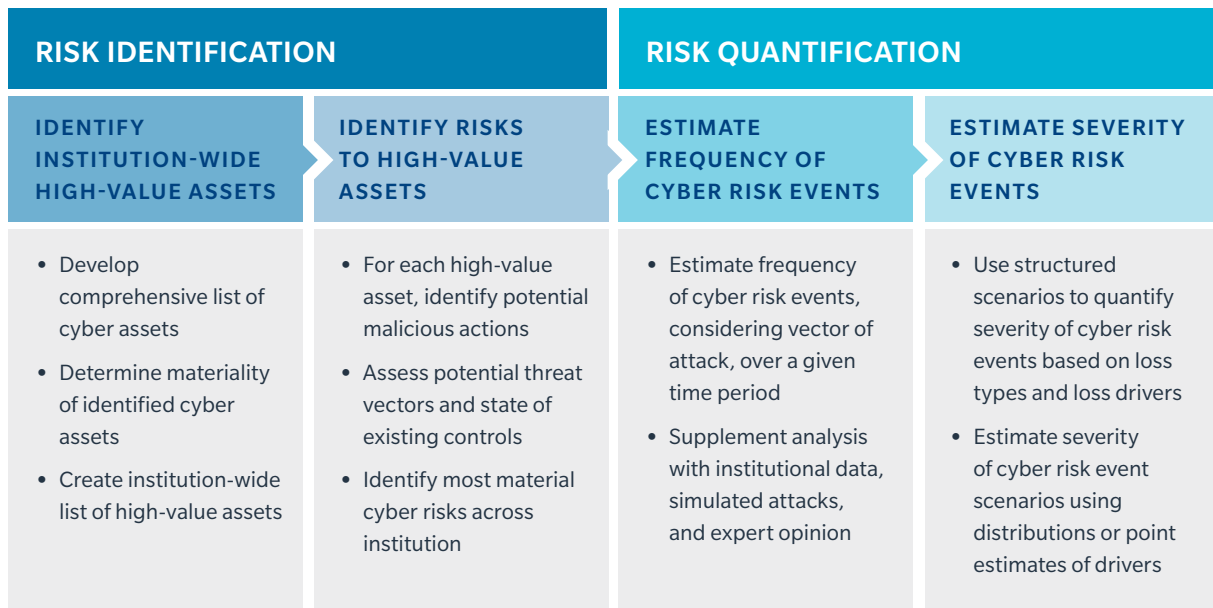 RISK IDENTIFICATION
RISK QUANTIFICATION
IDENTIFY
INSTITUTION-WIDE
HIGH-VALUE ASSETS
IDENTIFY RISKS
TO HIGH-VALUE
ASSETS
ESTIMATE
FREQUENCY OF
CYBER RISK EVENTS
ESTIMATE SEVERITY
OF CYBER RISK
EVENTS
• Develop
comprehensive list of
cyber assets
• Determine materiality
of identified cyber
assets
• Create institution-wide
list of high-value assets
• For each high-value
asset, identify potential
malicious actions
• Assess potential threat
vectors and state of
existing controls
• Identify most material
cyber risks across
institution
• Estimate frequency
of cyber risk events,
considering vector of
attack, over a given
time period
• Supplement analysis
with institutional data,
simulated attacks,
and expert opinion
• Use structured
scenarios to quantify
severity of cyber risk
events based on loss
types and loss drivers
• Estimate severity
of cyber risk event
scenarios using
distributions or point
estimates of drivers